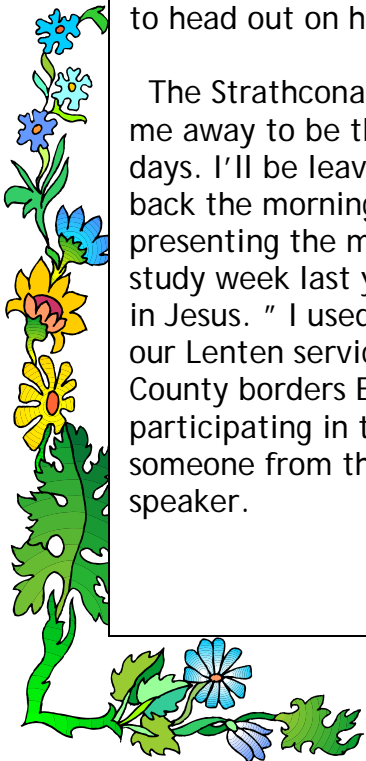 to head out on h
The Strathcona
me away to be th
days. I'll be leav
back the morning
presenting the m
study week last y
in Jesus. " I used
our Lenten servic
County borders E
participating in t
someone from th
speaker.